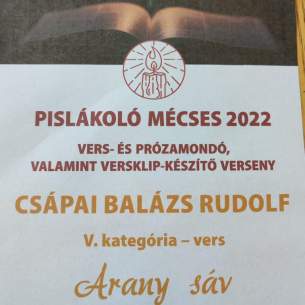 PISLÁKOLÓ MÉCSES 2022
VERS- ÉS PRÓZAMONDÓ,
VALAMINT VERSKLIP-KÉSZÍTŐ VERSENY
CSÁPAI BALÁZS RUDOLF
V. kategória – vers
Arany sáv